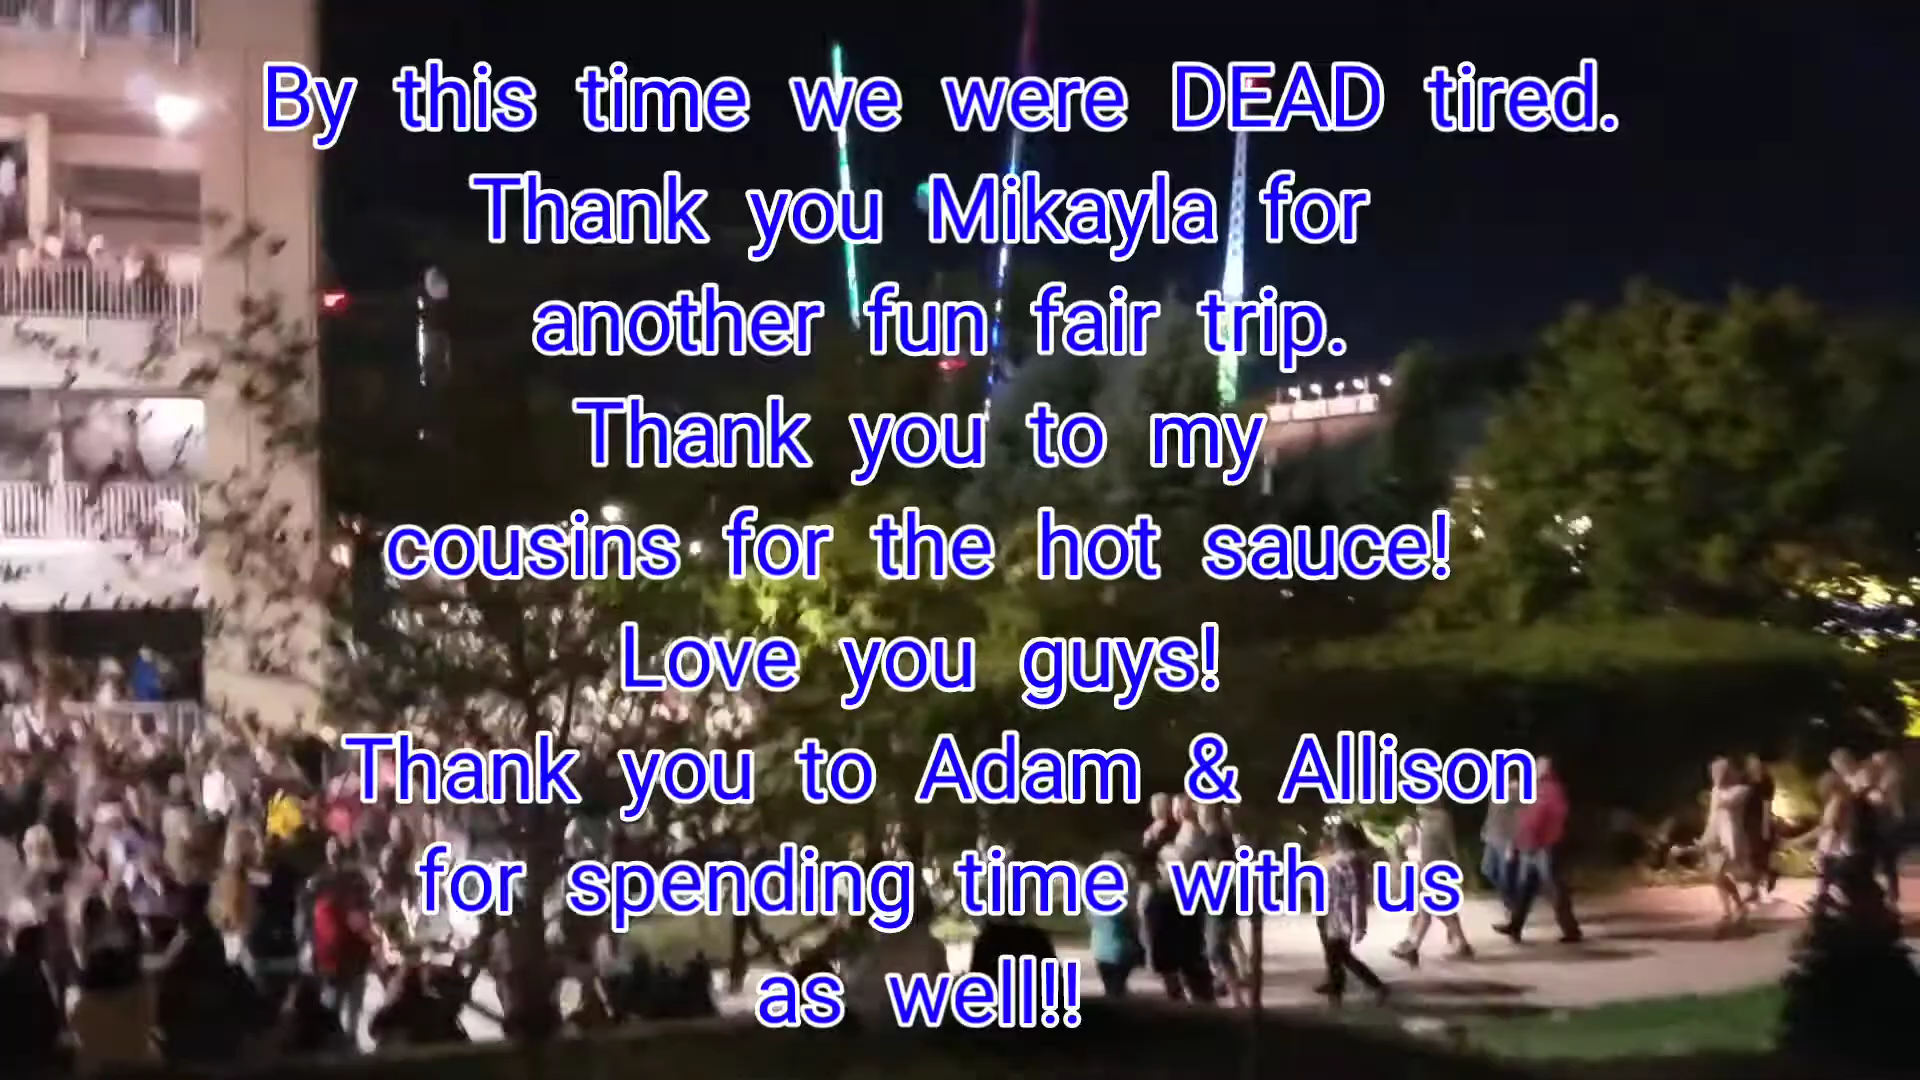 By this time we were DEAD tired.
Thank you Mikayla for
another fun fair trip.
Thank you to my
cousins for the hot sauce!
Love you guys!
Thank you to Adam & Allison
for spending time with us
as well!!